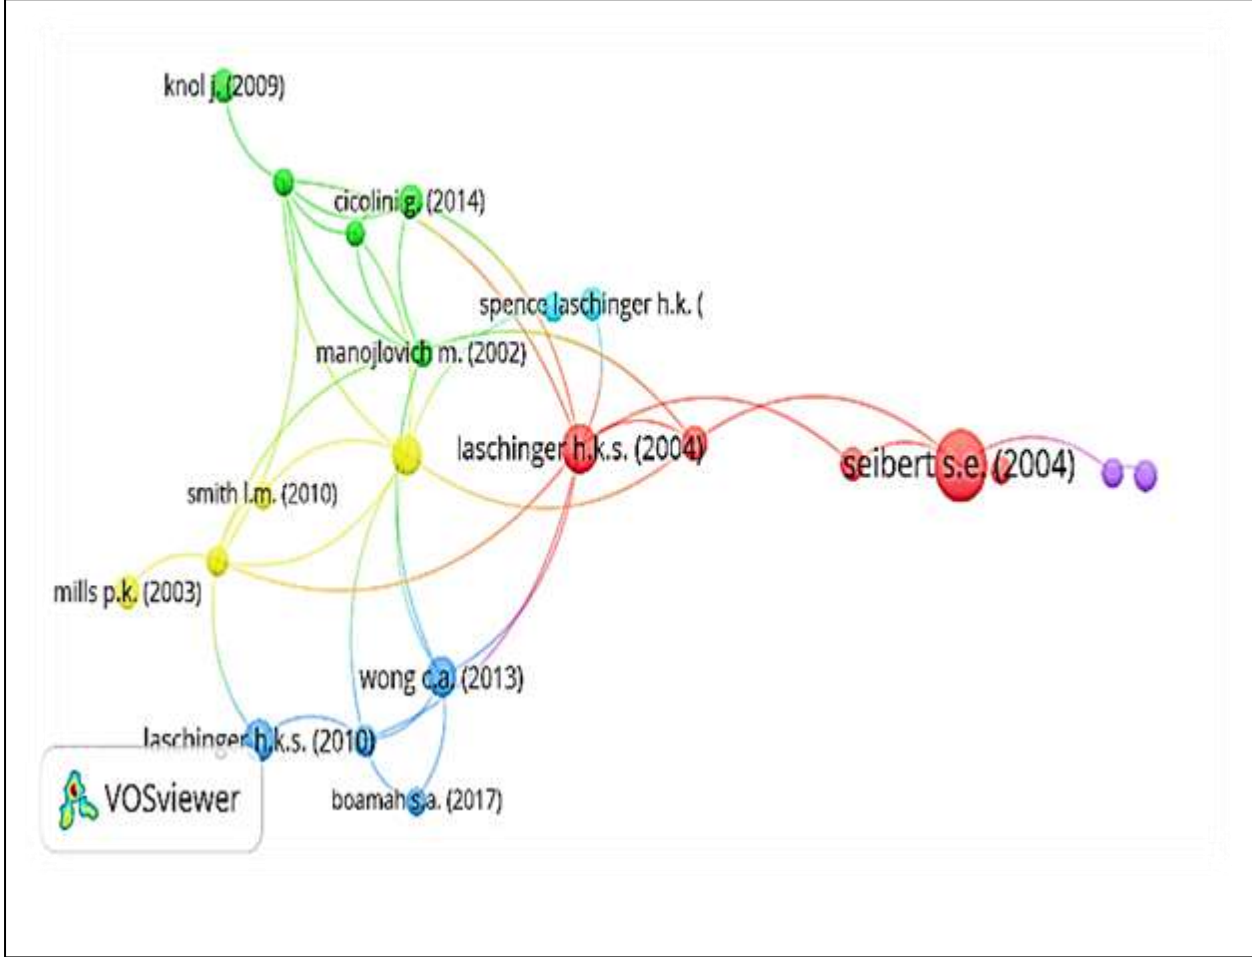 knol j. (2009)
cicolini g. (2014)
spence laschinger h.k. (
manojlovich m. (2002)
laschinger h.k.s. (2004)
seibert s.e. (2004)
smith l.m. (2010)
mills p.k. (2003)
wong c.a. (2013)
laschinger h.k.s. (2010)
boamah s.a. (2017)
VOSviewer